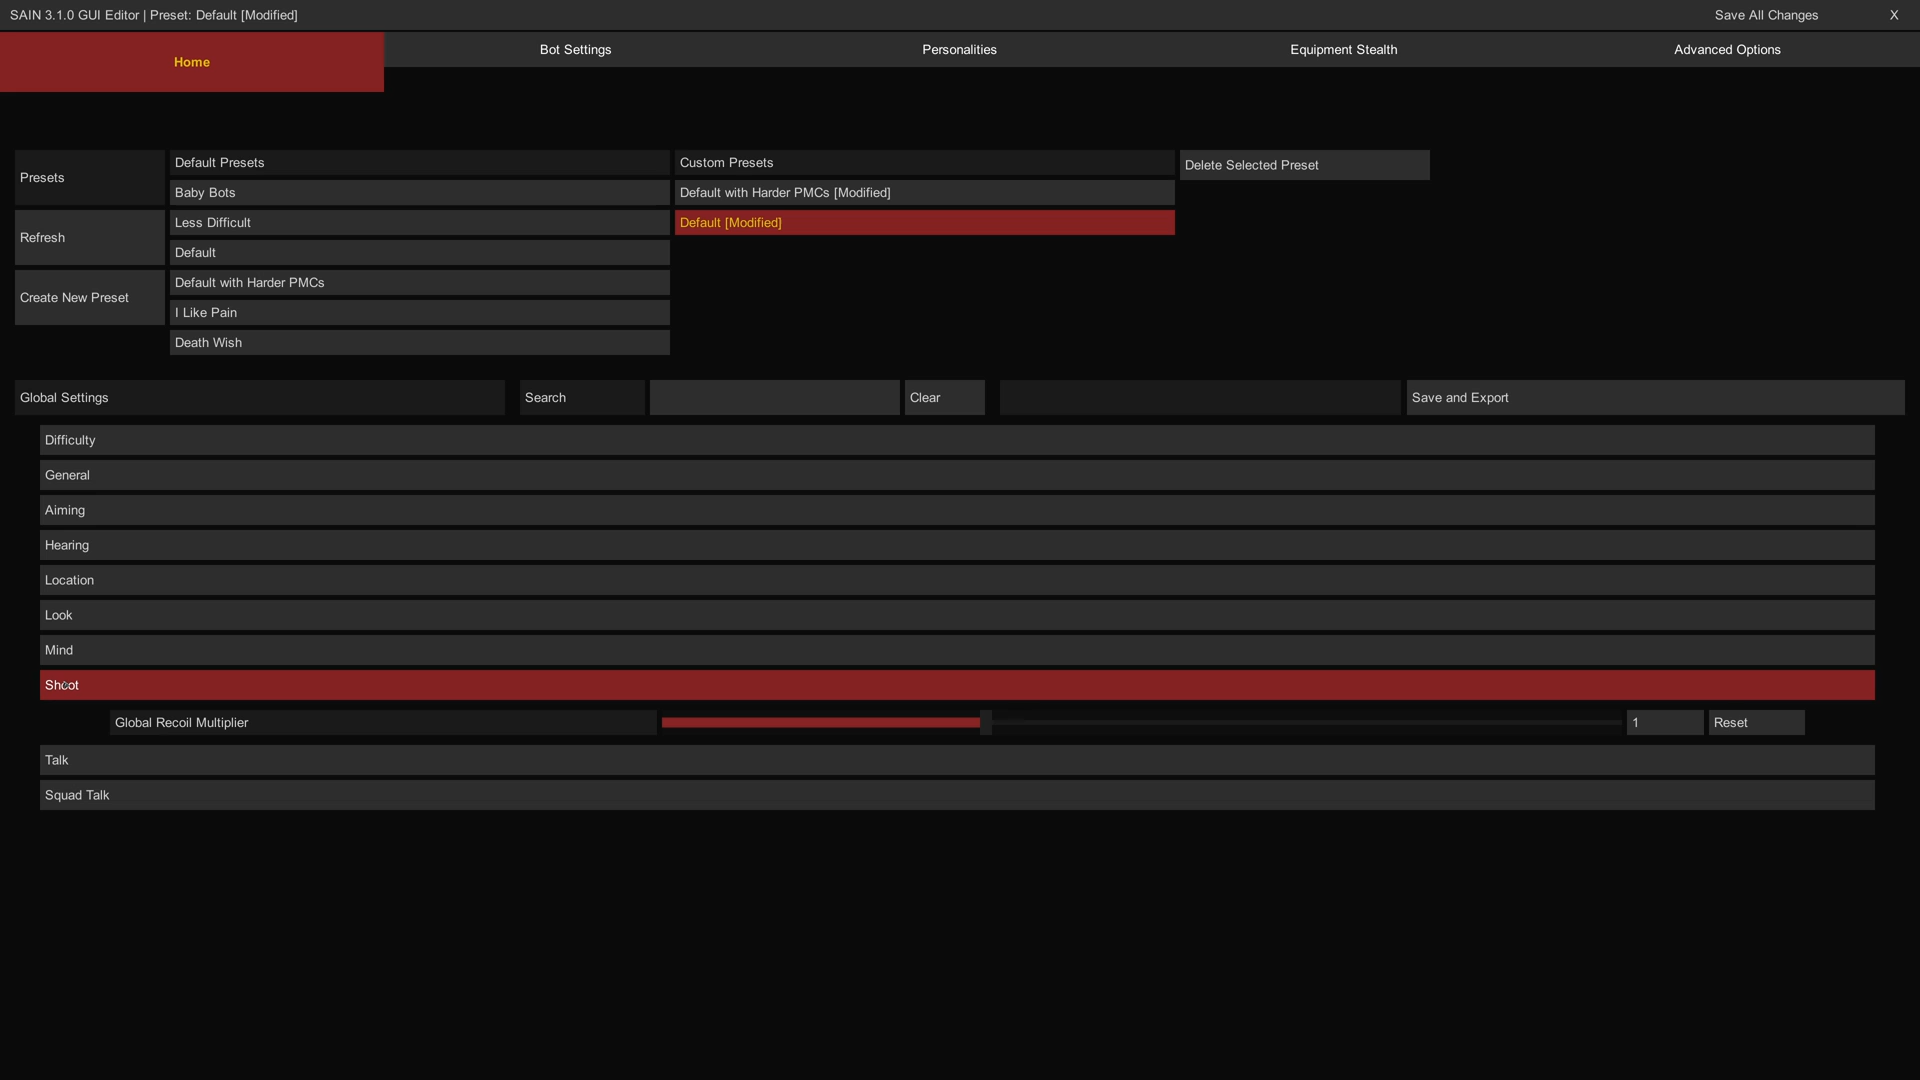 SAIN 3.1.0 GUI Editor | Preset: Default [Modified]
Save All Changes
X
Home
Bot Settings
Personalities
Equipment Stealth
Advanced Options
Presets
Default Presets
Custom Presets
Delete Selected Preset
Baby Bots
Default with Harder PMCs [Modified]
Refresh
Less Difficult
Default [Modified]
Default
Create New Preset
Default with Harder PMCs
I Like Pain
Death Wish
Global Settings
Search
Clear
Save and Export
Difficulty
General
Aiming
Hearing
Location
Look
Mind
Shoot
Global Recoil Multiplier
1
Reset
Talk
Squad Talk